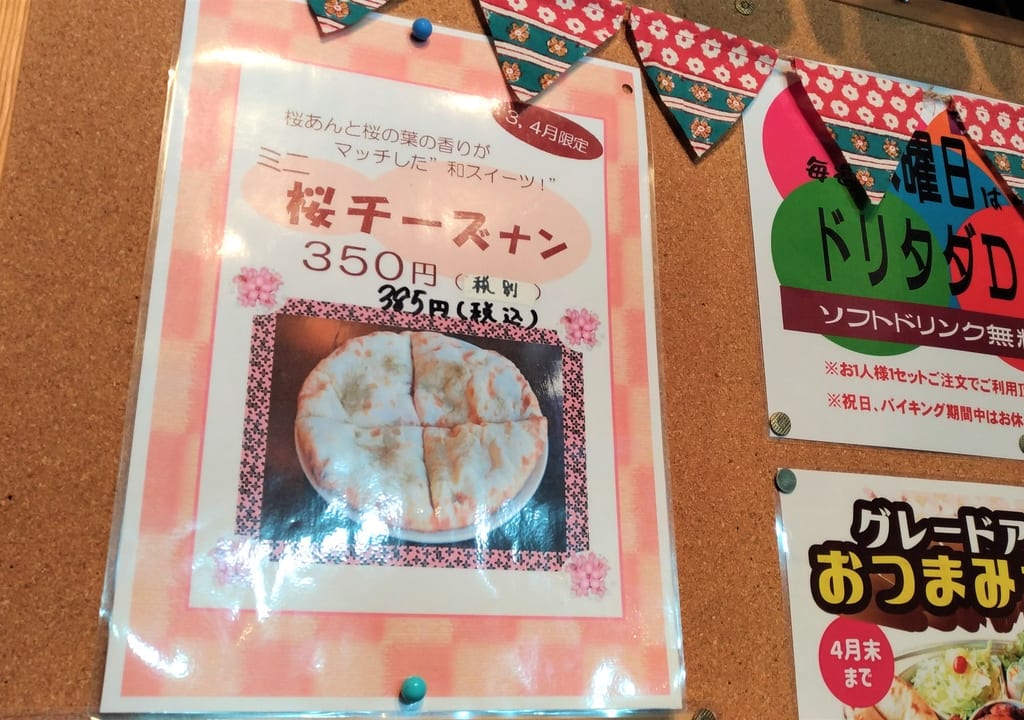 3、4月限定
桜あんと桜の葉の香りが
マッチした"和スイーツ!"
ミニ
桜チーズナン
350円(税別)
385円(税込)
曜日は
ドリタダD
ソフトドリンク無料
※お1人様1セットご注文でご利用
※祝日、バイキング期間中はお休
グレードア
おつまみ
4月末
まで